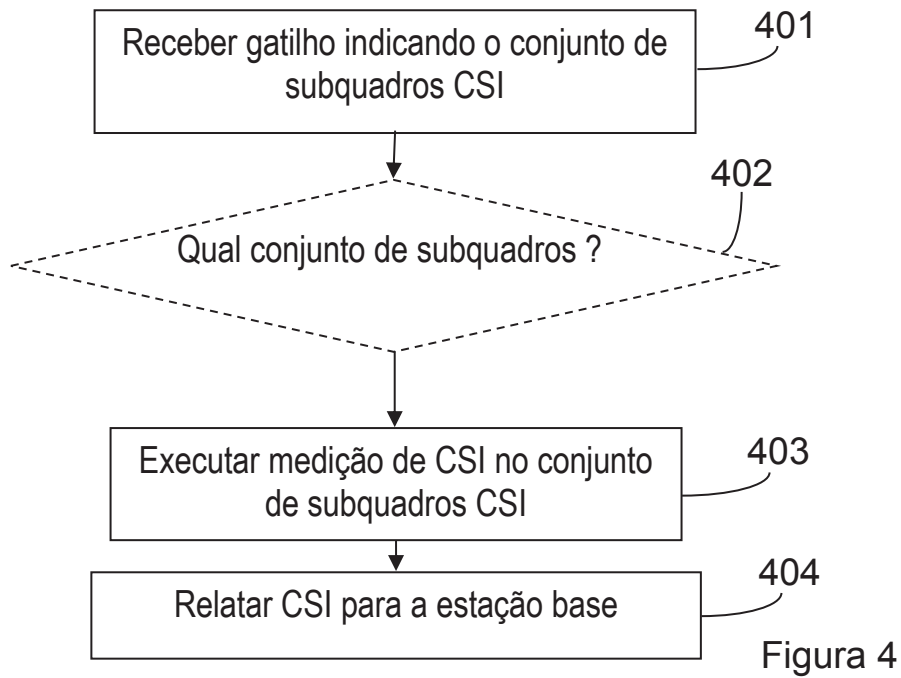 Receber gatilho indicando o conjunto de
subquadros CSI
401
402
Qual conjunto de subquadros ?
Executar medição de CSI no conjunto
de subquadros CSI
403
404
Relatar CSI para a estação base
Figura 4